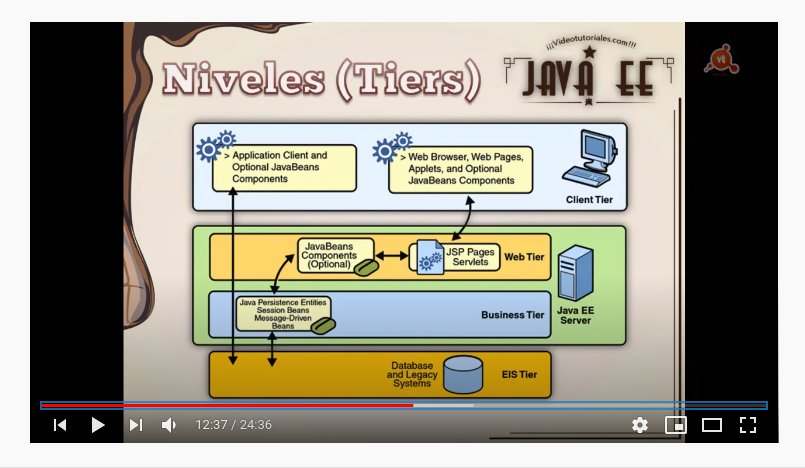 ¡¡¡Videotutoriales.com!!!
Niveles (Tiers)
JAVA EE
> Application Client and
Optional JavaBeans
Components
> Web Browser, Web Pages,
Applets, and Optional
JavaBeans Components
Client Tier
JavaBeans
Components
(Optional)
JSP Pages
Servlets
Web Tier
Java Persistence Entities
Session Beans
Message-Driven
Beans
Business Tier
Java EE
Server
Database
and Legacy
Systems
EIS Tier
12:37 / 24:36